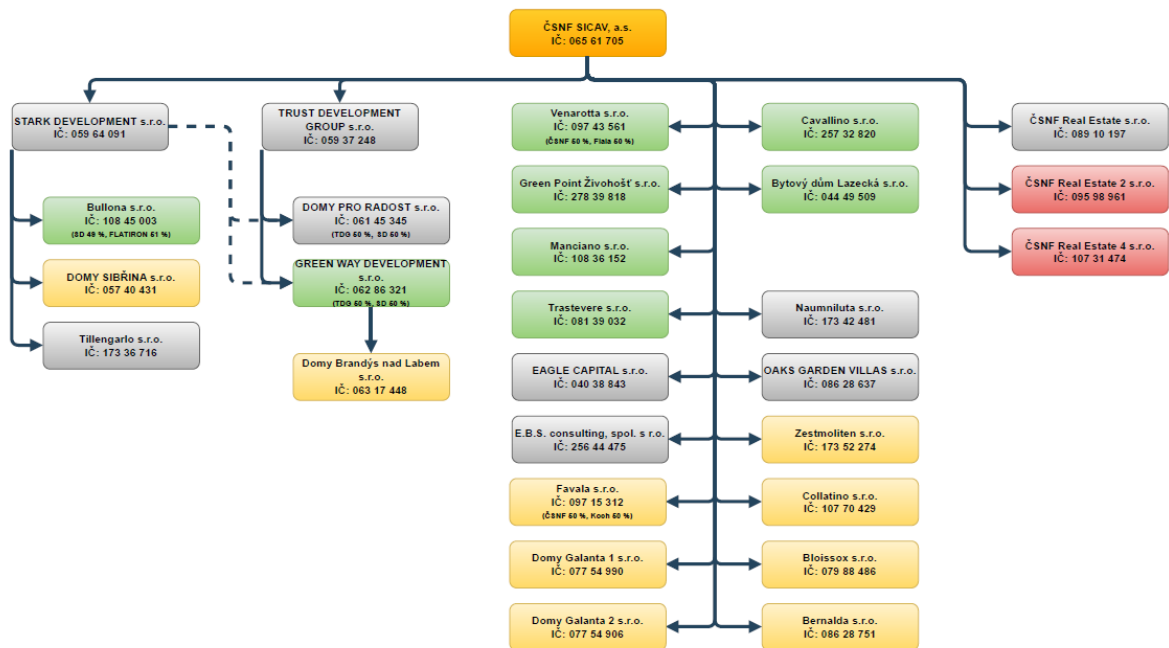 ČSNF SICAV, a.s.
IČ: 065 61 705
STARK DEVELOPMENT s.r.o.
IČ: 059 64 091
TRUST DEVELOPMENT
GROUP s.r.o.
IČ: 059 37 248
Bullona s.r.o.
IČ: 108 45 003
(SD 49 %, FLATIRON 51 %)
DOMY SIBŘINA s.r.o.
IČ: 057 40 431
Tillengarlo s.r.o.
IČ: 173 36 716
DOMY PRO RADOST s.r.o.
IČ: 061 45 345
(TDG 50 %, SD 50 %)
GREEN WAY DEVELOPMENT
s.r.o.
IČ: 062 86 321
(TDG 50 %, SD 50 %)
Domy Brandýs nad Labem
s.r.o.
IČ: 063 17 448
Venarotta s.r.o.
IČ: 097 43 561
(ČSNF 50 %, Fiala 50 %)
Green Point Živohošť s.r.o.
IČ: 278 39 818
Manciano s.r.o.
IČ: 108 36 152
Trastevere s.r.o.
IČ: 081 39 032
EAGLE CAPITAL s.r.o.
IČ: 040 38 843
E.B.S. consulting, spol. s r.o.
IČ: 256 44 475
Favala s.r.o.
IČ: 097 15 312
(ČSNF 50 %, Koch 50 %)
Domy Galanta 1 s.r.o.
IČ: 077 54 990
Domy Galanta 2 s.r.o.
IČ: 077 54 906
Cavallino s.r.o.
IČ: 257 32 820
Bytový dům Lazecká s.r.o.
IČ: 044 49 509
Naumniluta s.r.o.
IČ: 173 42 481
OAKS GARDEN VILLAS s.r.o.
IČ: 086 28 637
Zestmoliten s.r.o.
IČ: 173 52 274
Collatino s.r.o.
IČ: 107 70 429
Bloissox s.r.o.
IČ: 079 88 486
Bernalda s.r.o.
IČ: 086 28 751
ČSNF Real Estate s.r.o.
IČ: 089 10 197
ČSNF Real Estate 2 s.r.o.
IČ: 095 98 961
ČSNF Real Estate 4 s.r.o.
IČ: 107 31 474